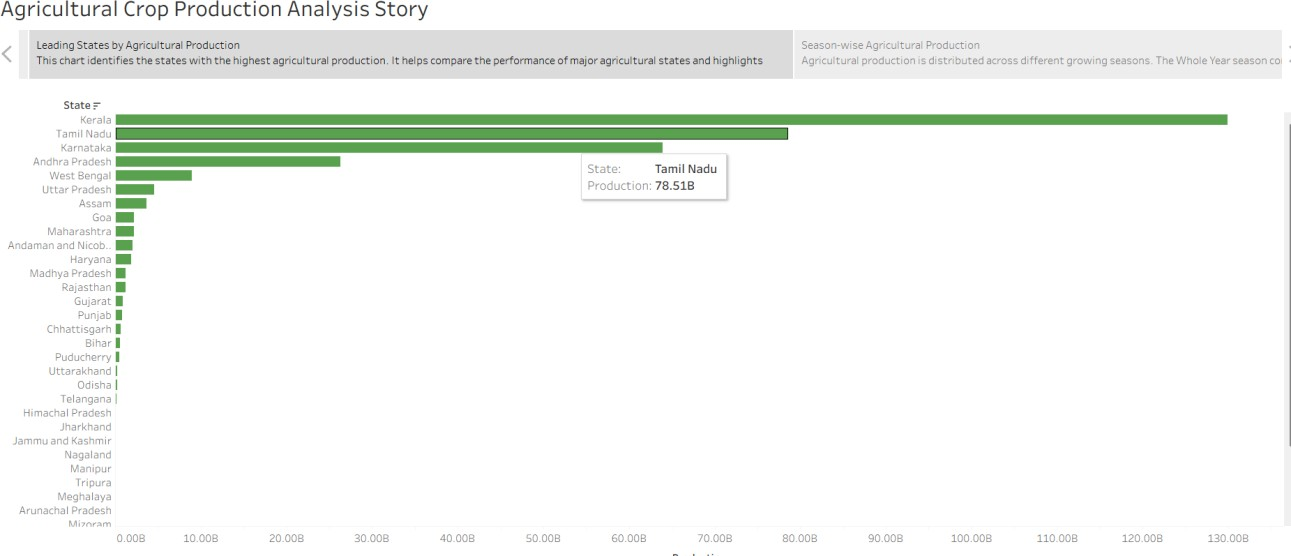 Agricultural Crop Production Analysis Story
Leading States by Agricultural Production
This chart identifies the states with the highest agricultural production. It helps compare the performance of major agricultural states and highlights
Season-wise Agricultural Production
Agricultural production is distributed across different growing seasons. The Whole Year season
State
Kerala
Tamil Nadu
Karnataka
Andhra Pradesh
West Bengal
Uttar Pradesh
Assam
Goa
Maharashtra
Andaman and Nicob..
Haryana
Madhya Pradesh
Rajasthan
Gujarat
Punjab
Chhattisgarh
Bihar
Puducherry
Uttarakhand
Odisha
Telangana
Himachal Pradesh
Jharkhand
Jammu and Kashmir
Nagaland
Manipur
Tripura
Meghalaya
Arunachal Pradesh
Mizoram
State: Tamil Nadu
Production: 78.51B
0.00B 10.00B 20.00B 30.00B 40.00B 50.00B 60.00B 70.00B 80.00B 90.00B 100.00B 110.00B 120.00B 130.00B